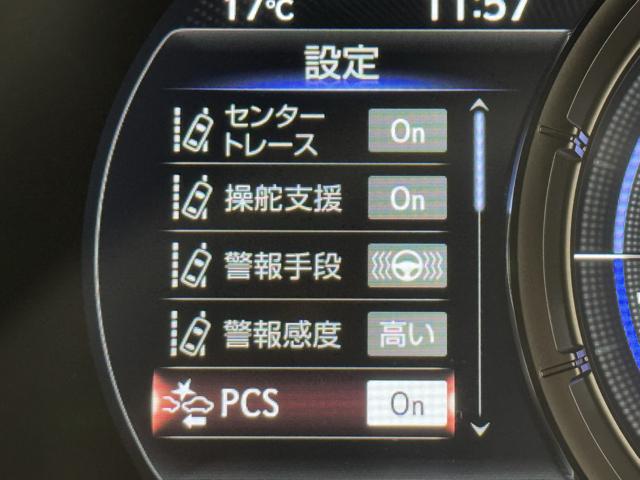 17℃ 11:57
設定
センター
トレース On
操舵支援 On
警報手段
警報感度 高い
PCS On